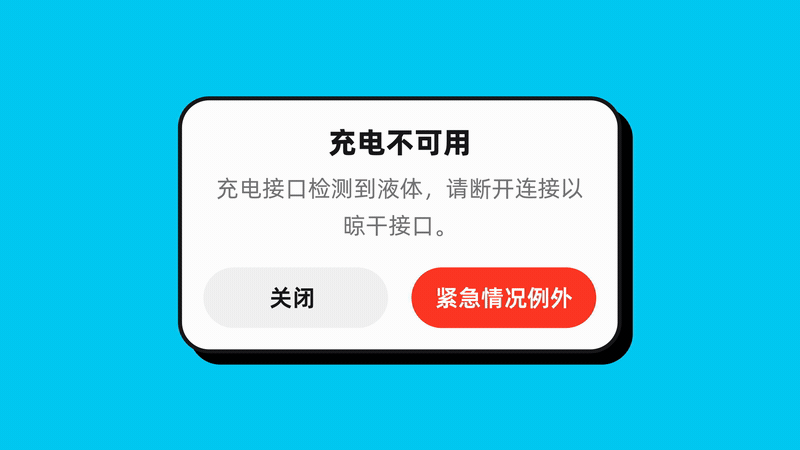 充电不可用
充电接口检测到液体，请断开连接以
晾干接口。
关闭
紧急情况例外